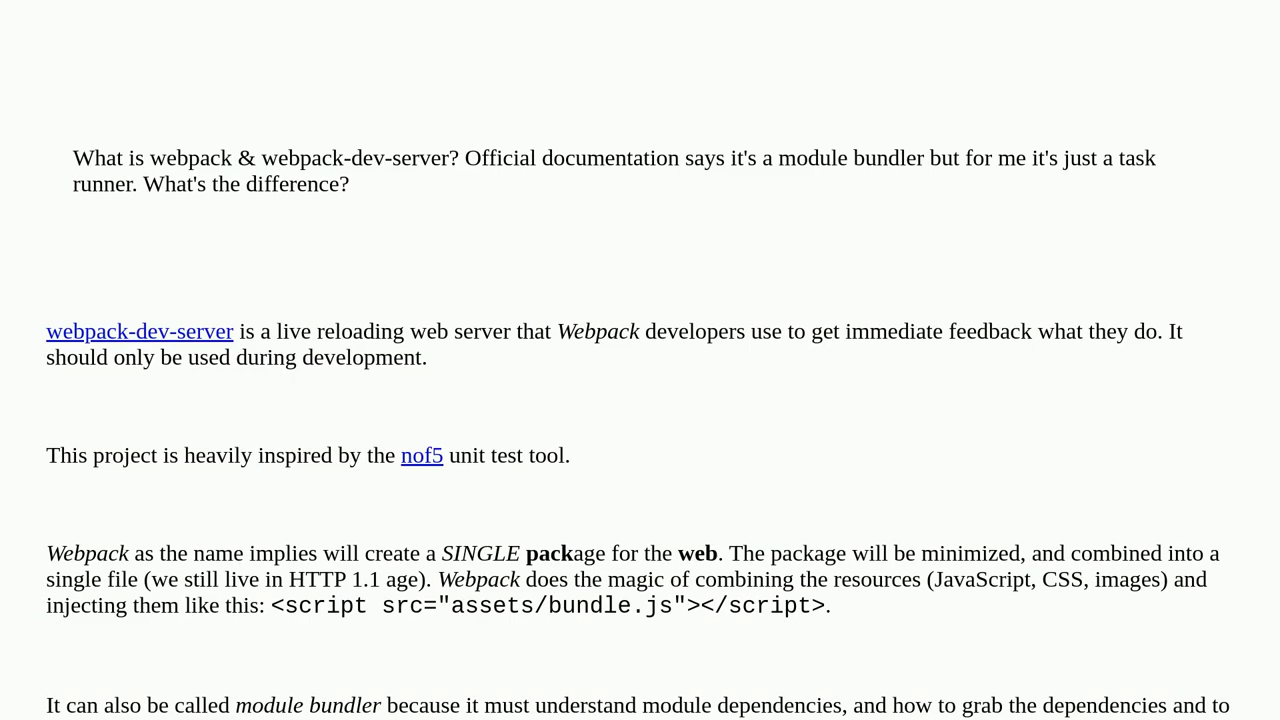 What is webpack & webpack-dev-server? Official documentation says it's a module bundler but for me it's just a task
runner. What's the difference?
webpack-dev-server is a live reloading web server that Webpack developers use to get immediate feedback what they do. It
should only be used during development.
This project is heavily inspired by the nof5 unit test tool.
Webpack as the name implies will create a SINGLE package for the web. The package will be minimized, and combined into a
single file (we still live in HTTP 1.1 age). Webpack does the magic of combining the resources (JavaScript, CSS, images) and
injecting them like this: <script src="assets/bundle.js"></script>.
It can also be called module bundler because it must understand module dependencies, and how to grab the dependencies and to